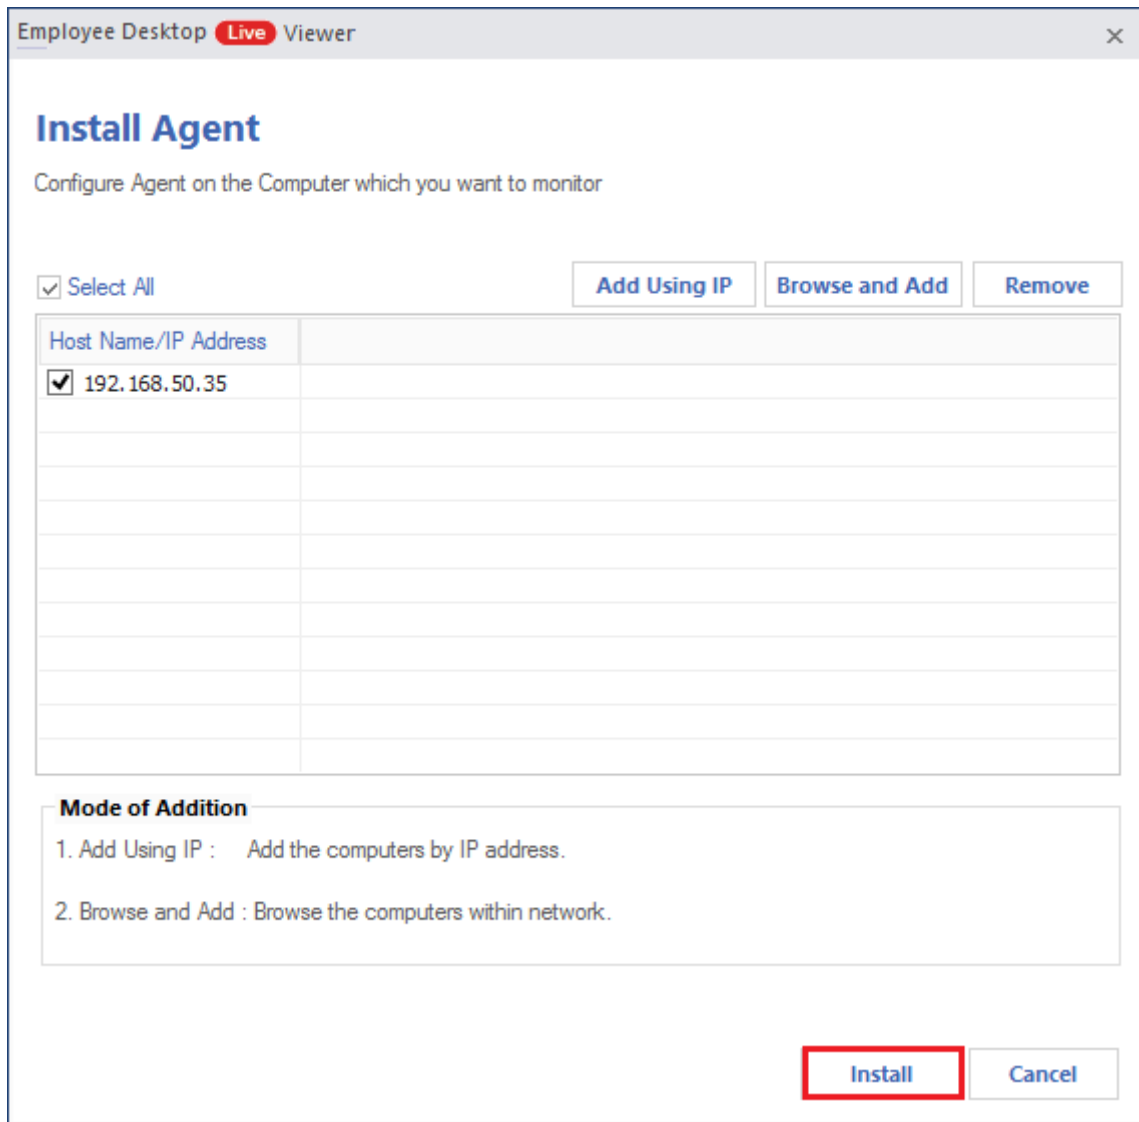 Employee Desktop Live Viewer
Install Agent
Configure Agent on the Computer which you want to monitor
Select All
Add Using IP
Browse and Add
Remove
Host Name/IP Address
192.168.50.35
Mode of Addition
1. Add Using IP : Add the computers by IP address.
2. Browse and Add : Browse the computers within network.
Install
Cancel